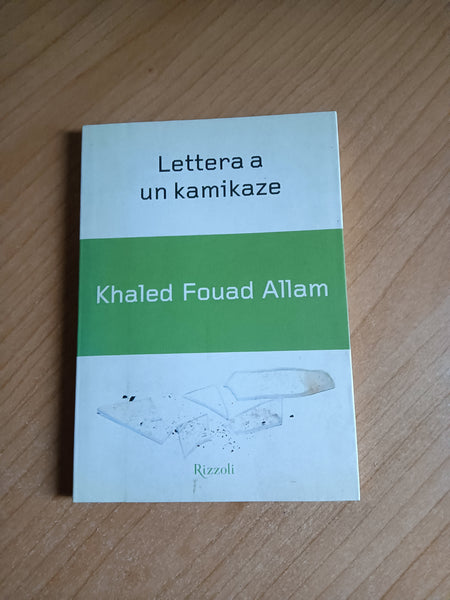 Lettera a
un kamikaze
Khaled Fouad Allam
Rizzoli